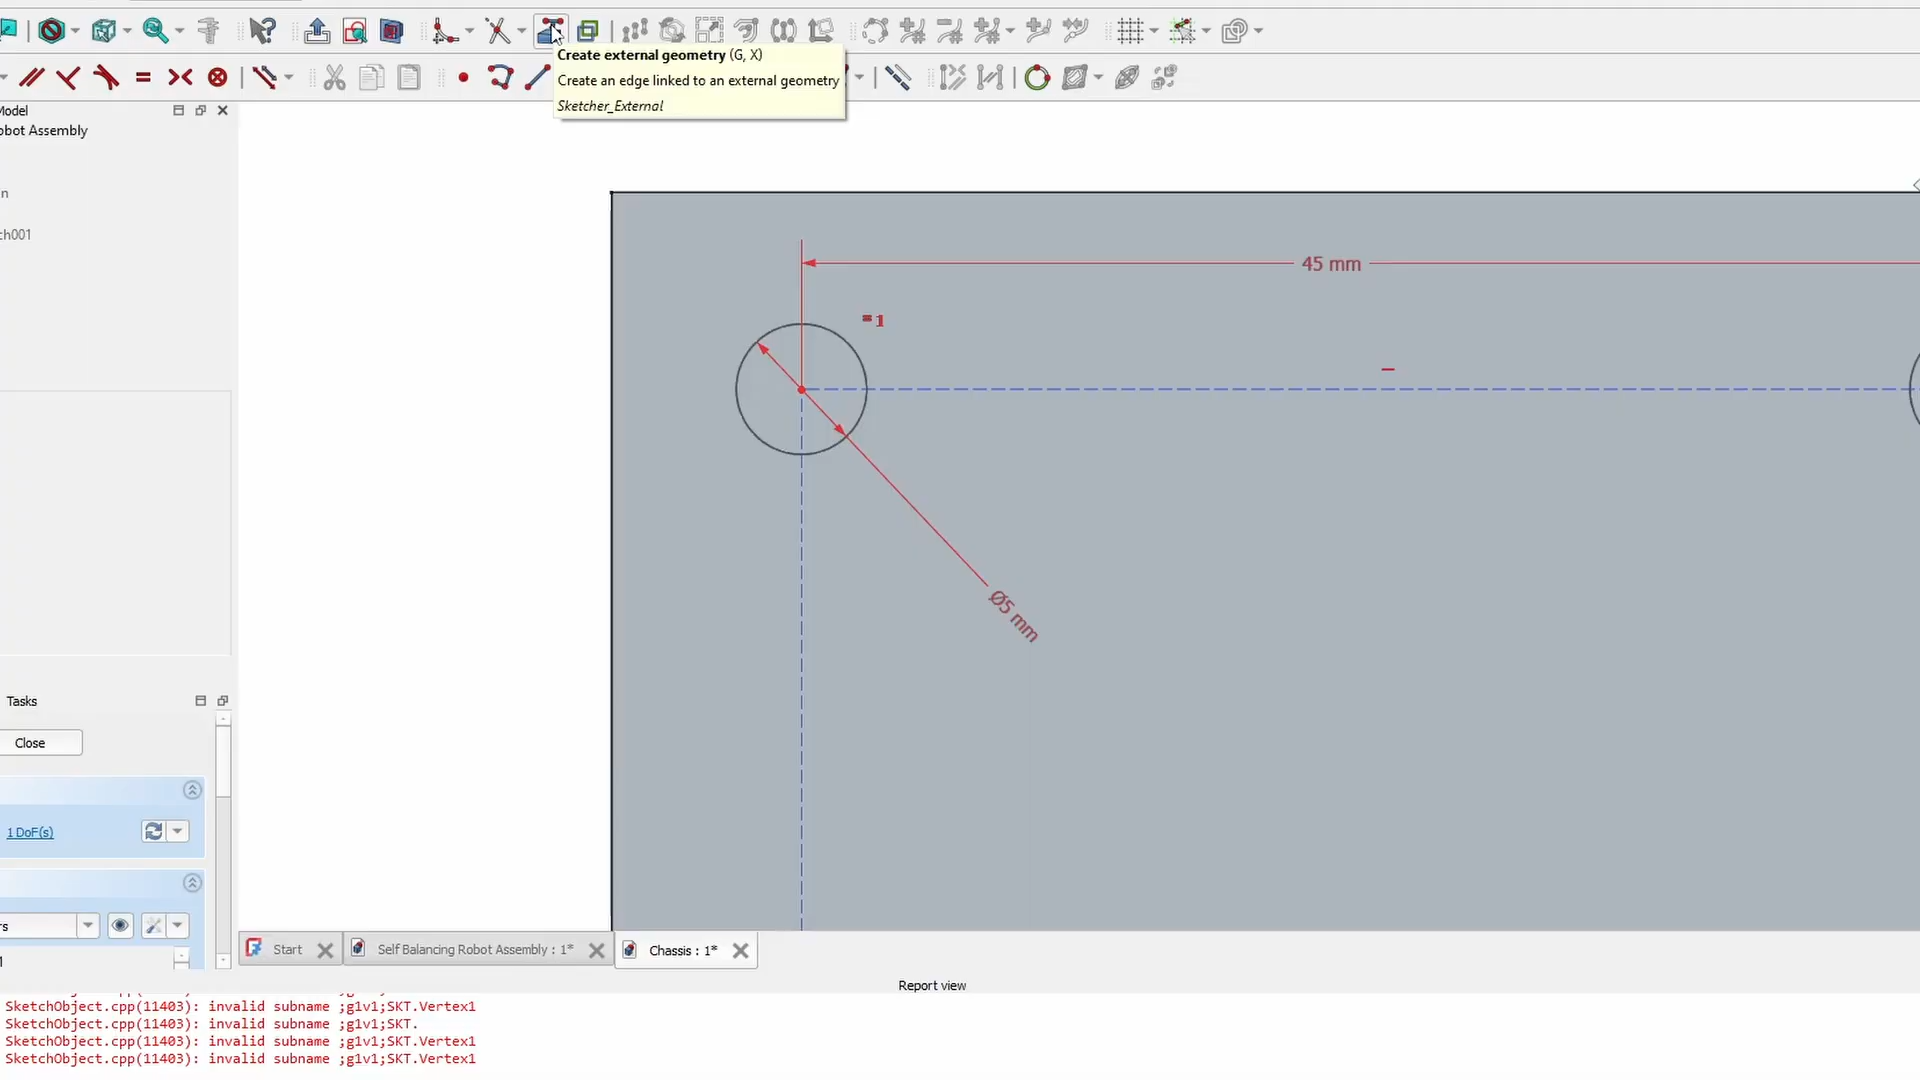 Create external geometry (G, X)
Create an edge linked to an external geometry
Sketcher_External
Model
obot Assembly
n
ch001
45 mm
= 1
Ø5 mm
Tasks
Close
1 DoF(s)
rs
Start
Self Balancing Robot Assembly : 1*
Chassis : 1*
Report view
SketchObject.cpp(11403): invalid subname ;g1v1;SKT.Vertex1
SketchObject.cpp(11403): invalid subname ;g1v1;SKT.
SketchObject.cpp(11403): invalid subname ;g1v1;SKT.Vertex1
SketchObject.cpp(11403): invalid subname ;g1v1;SKT.Vertex1